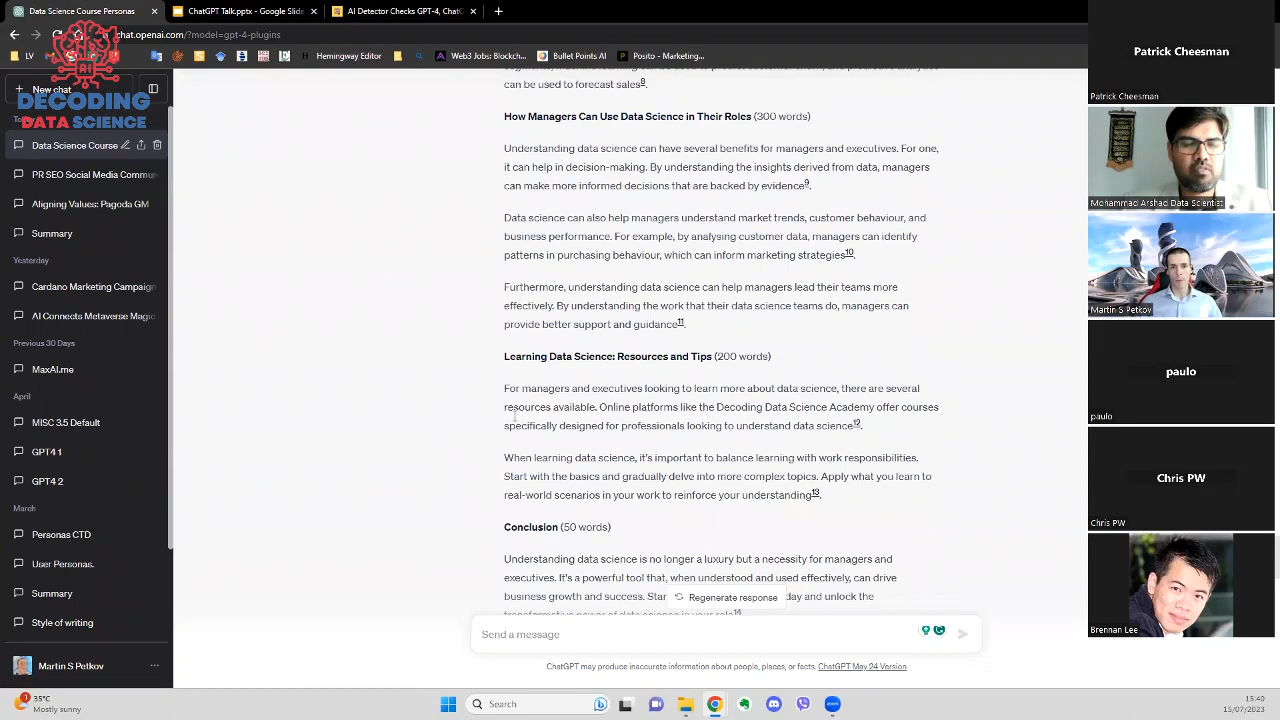 ChatGPT Talk.pptx - Google Slide
AI Detector Checks GPT-4, ChatG
chat.openai.com/?model=gpt-4-plugins
LV
Hemingway Editor
Web3 Jobs: Blockch...
Bullet Points AI
Posito - Marketing...
New chat
DECODING
DATA SCIENCE
Data Science Course
PR SEO Social Media Commun
Aligning Values: Pagoda GM
Summary
Yesterday
Cardano Marketing Campaign
AI Connects Metaverse Magic
Previous 30 Days
MaxAI.me
April
MISC 3.5 Default
GPT4 1
GPT4 2
March
Personas CTD
User Personas.
Summary
Style of writing
Martin S Petkov
can be used to forecast sales8.
How Managers Can Use Data Science in Their Roles (300 words)
Understanding data science can have several benefits for managers and executives. For one,
it can help in decision-making. By understanding the insights derived from data, managers
can make more informed decisions that are backed by evidence9.
Data science can also help managers understand market trends, customer behaviour, and
business performance. For example, by analysing customer data, managers can identify
patterns in purchasing behaviour, which can inform marketing strategies10.
Furthermore, understanding data science can help managers lead their teams more
effectively. By understanding the work that their data science teams do, managers can
provide better support and guidance11.
Learning Data Science: Resources and Tips (200 words)
For managers and executives looking to learn more about data science, there are several
resources available. Online platforms like the Decoding Data Science Academy offer courses
specifically designed for professionals looking to understand data science12.
When learning data science, it's important to balance learning with work responsibilities.
Start with the basics and gradually delve into more complex topics. Apply what you learn to
real-world scenarios in your work to reinforce your understanding13.
Conclusion (50 words)
Understanding data science is no longer a luxury but a necessity for managers and
executives. It's a powerful tool that, when understood and used effectively, can drive
business growth and success. Star
day and unlock the
transformative power of data science in your role14
Regenerate response
Send a message
ChatGPT may produce inaccurate information about people, places, or facts. ChatGPT May 24 Version
Patrick Cheesman
Patrick Cheesman
Mohammad Arshad Data Scientist
Martin S Petkov
paulo
paulo
Chris PW
Chris PW
Brennan Lee
1
35°C
Mostly sunny
Search
zoom
15:40
15/07/2023